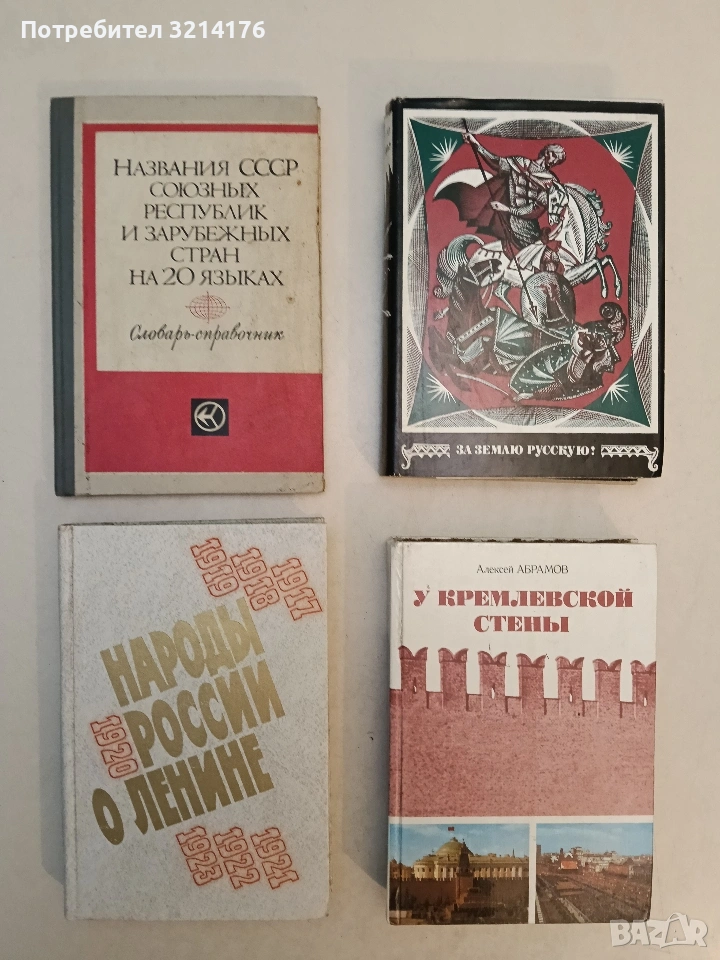 Потребител 3214176
НАЗВАНИЯ СССР
СОЮЗНЫХ
РЕСПУБЛИК
И ЗАРУБЕЖНЫХ
СТРАН
НА 20 ЯЗЫКАХ
Словарь-справочник
ЗА ЗЕМЛЮ РУССКУЮ!
1917
1918
1919
НАРОДЫ
РОССИИ
О ЛЕНИНЕ
1920
1921
1922
1923
Алексей АБРАМОВ
У КРЕМЛЕВСКОЙ
СТЕНЫ
BAZAR